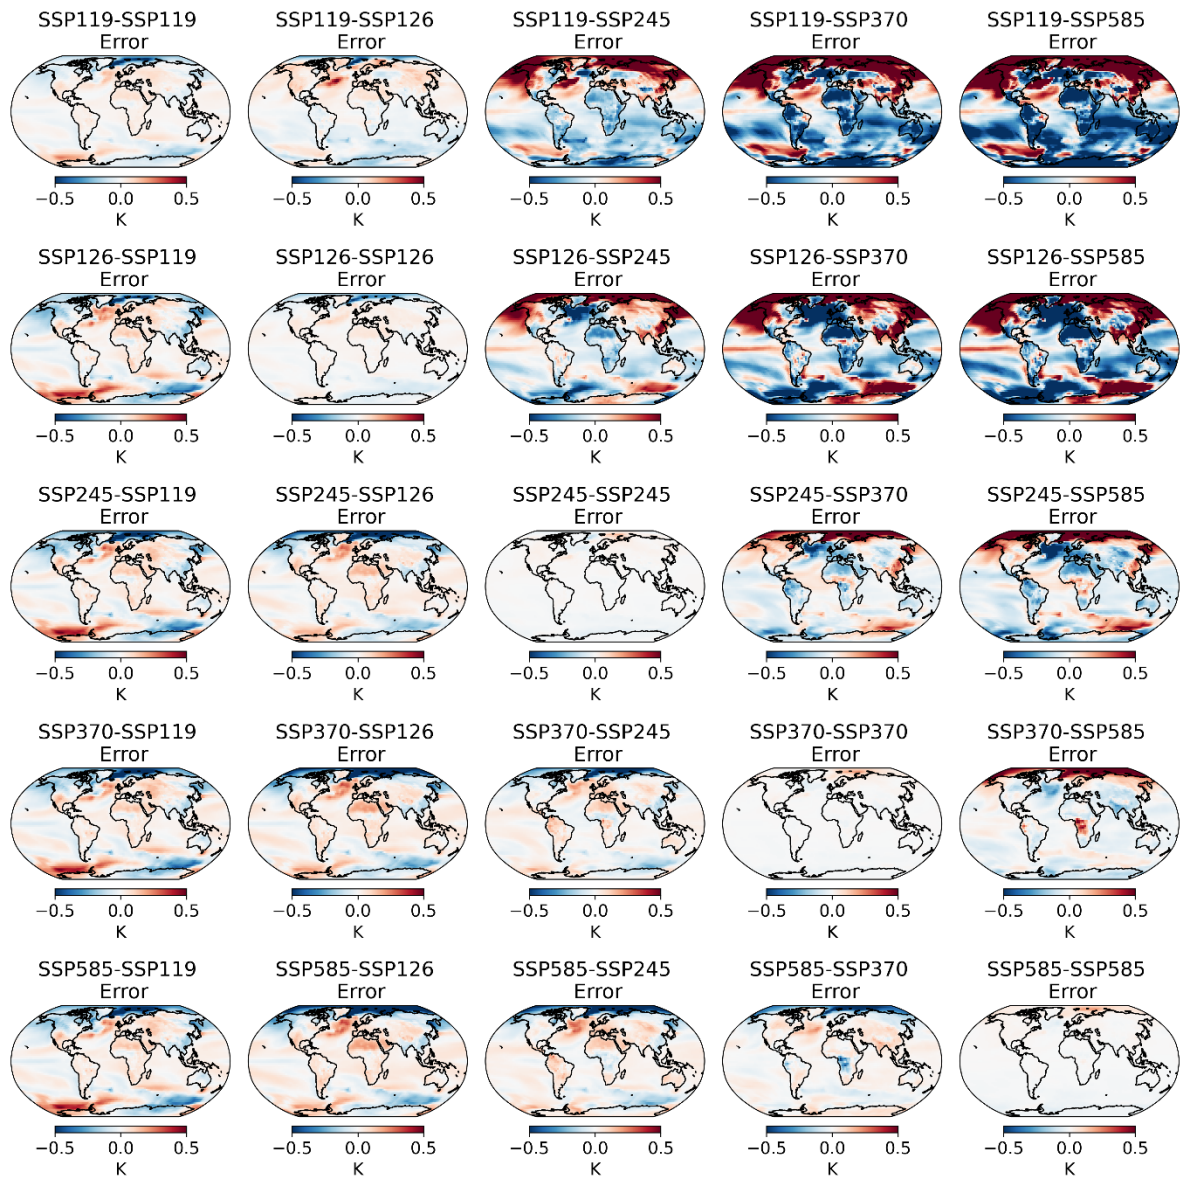 SSP119-SSP119 SSP119-SSP126 SSP119-SSP245 SSP119-SSP370 SSP119-SSP585
Error Error Error Error Error
−0.5 0.0 0.5 −0.5 0.0 0.5 −0.5 0.0 0.5 −0.5 0.0 0.5 −0.5 0.0 0.5
K K K K K
SSP126-SSP119 SSP126-SSP126 SSP126-SSP245 SSP126-SSP370 SSP126-SSP585
Error Error Error Error Error
−0.5 0.0 0.5 −0.5 0.0 0.5 −0.5 0.0 0.5 −0.5 0.0 0.5 −0.5 0.0 0.5
K K K K K
SSP245-SSP119 SSP245-SSP126 SSP245-SSP245 SSP245-SSP370 SSP245-SSP585
Error Error Error Error Error
−0.5 0.0 0.5 −0.5 0.0 0.5 −0.5 0.0 0.5 −0.5 0.0 0.5 −0.5 0.0 0.5
K K K K K
SSP370-SSP119 SSP370-SSP126 SSP370-SSP245 SSP370-SSP370 SSP370-SSP585
Error Error Error Error Error
−0.5 0.0 0.5 −0.5 0.0 0.5 −0.5 0.0 0.5 −0.5 0.0 0.5 −0.5 0.0 0.5
K K K K K
SSP585-SSP119 SSP585-SSP126 SSP585-SSP245 SSP585-SSP370 SSP585-SSP585
Error Error Error Error Error
−0.5 0.0 0.5 −0.5 0.0 0.5 −0.5 0.0 0.5 −0.5 0.0 0.5 −0.5 0.0 0.5
K K K K K